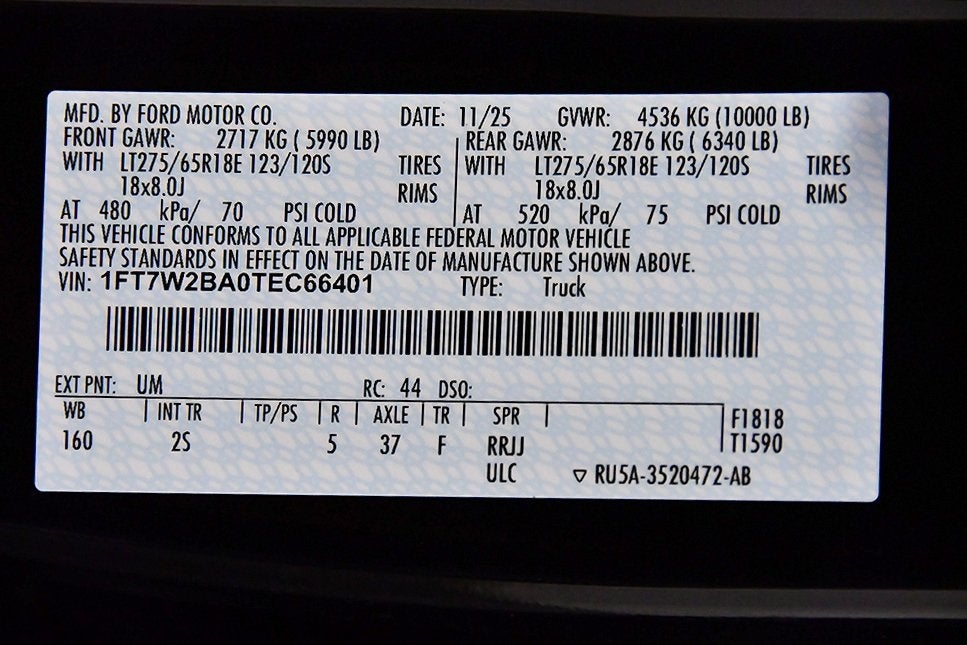 MFD. BY FORD MOTOR CO. DATE: 11/25 GVWR: 4536 KG (10000 LB)
FRONT GAWR: 2717 KG ( 5990 LB) REAR GAWR: 2876 KG ( 6340 LB)
WITH LT275/65R18E 123/120S TIRES WITH LT275/65R18E 123/120S TIRES
18x8.0J RIMS 18x8.0J RIMS
AT 480 kPa/ 70 PSI COLD AT 520 kPa/ 75 PSI COLD
THIS VEHICLE CONFORMS TO ALL APPLICABLE FEDERAL MOTOR VEHICLE
SAFETY STANDARDS IN EFFECT ON THE DATE OF MANUFACTURE SHOWN ABOVE.
VIN: 1FT7W2BA0TEC66401 TYPE: Truck
EXT PNT: UM RC: 44 DSO:
WB INT TR TP/PS R AXLE TR SPR F1818
160 2S 5 37 F RRJJ T1590
ULC ▽ RU5A-3520472-AB